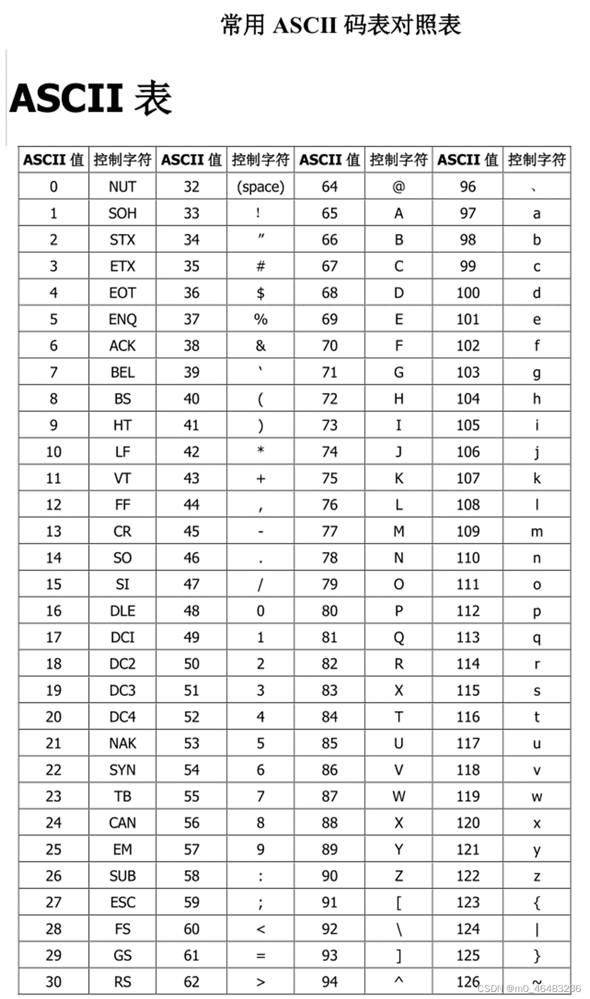 常用 ASCII 码表对照表
ASCII 表
ASCII 值 控制字符 ASCII 值 控制字符 ASCII 值 控制字符 ASCII 值 控制字符
0 NUT 32 (space) 64 @ 96 、
1 SOH 33 ! 65 A 97 a
2 STX 34 ″ 66 B 98 b
3 ETX 35 # 67 C 99 c
4 EOT 36 $ 68 D 100 d
5 ENQ 37 % 69 E 101 e
6 ACK 38 & 70 F 102 f
7 BEL 39 ‵ 71 G 103 g
8 BS 40 ( 72 H 104 h
9 HT 41 ) 73 I 105 i
10 LF 42 * 74 J 106 j
11 VT 43 + 75 K 107 k
12 FF 44 , 76 L 108 l
13 CR 45 - 77 M 109 m
14 SO 46 . 78 N 110 n
15 SI 47 / 79 O 111 o
16 DLE 48 0 80 P 112 p
17 DCI 49 1 81 Q 113 q
18 DC2 50 2 82 R 114 r
19 DC3 51 3 83 X 115 s
20 DC4 52 4 84 T 116 t
21 NAK 53 5 85 U 117 u
22 SYN 54 6 86 V 118 v
23 TB 55 7 87 W 119 w
24 CAN 56 8 88 X 120 x
25 EM 57 9 89 Y 121 y
26 SUB 58 : 90 Z 122 z
27 ESC 59 ; 91 [ 123 {
28 FS 60 < 92 \ 124 |
29 GS 61 = 93 ] 125 }
30 RS 62 > 94 ^ 126 ~
CSDN @m0_46483236